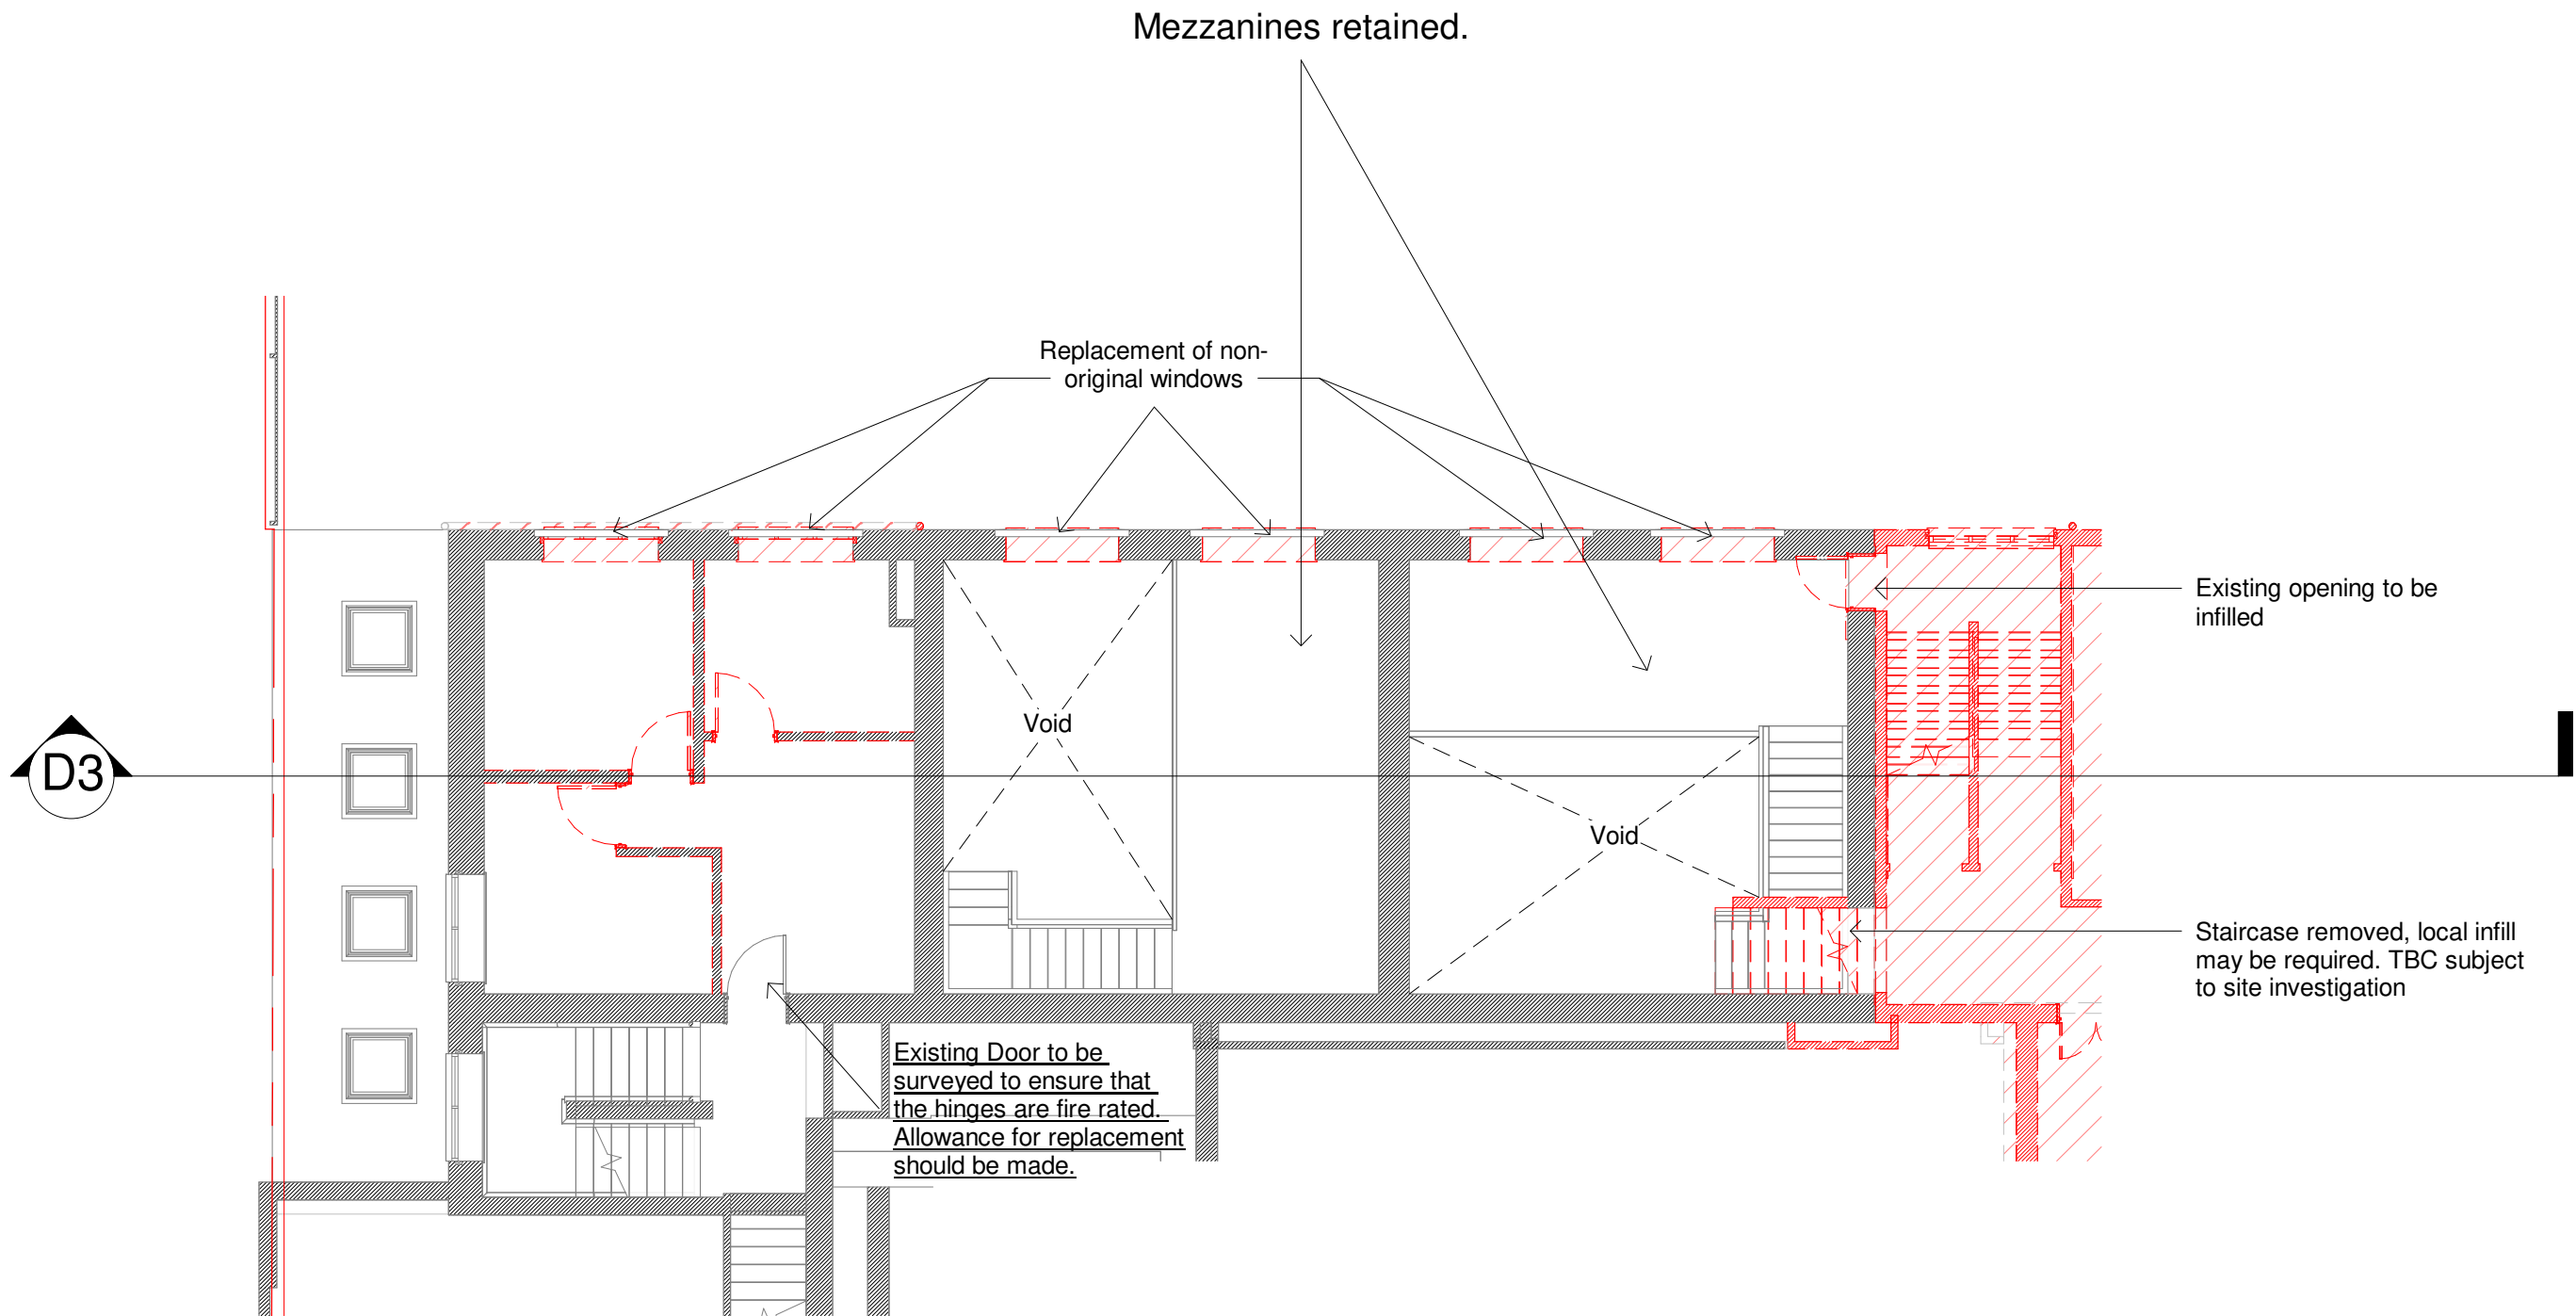 Mezzanines retained.
Replacement of non-
original windows
Existing opening to be
infilled
Void
D3
Void
Staircase removed, local infill
may be required. TBC subject
to site investigation
Existing Door to be
surveyed to ensure that
the hinges are fire rated.
Allowance for replacement
should be made.